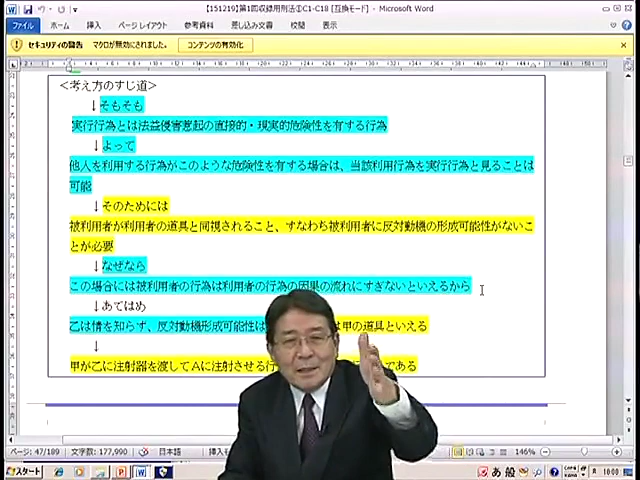 【151219】第1回収録用刑法①C1-C18 [互換モード] - Microsoft Word
ファイル ホーム 挿入 ページ レイアウト 参考資料 差し込み文書 校閲 表示
セキュリティの警告 マクロが無効にされました。 コンテンツの有効化
＜考え方のすじ道＞
↓そもそも
実行行為とは法益侵害惹起の直接的・現実的危険性を有する行為
↓よって
他人を利用する行為がこのような危険性を有する場合は、当該利用行為を実行行為と見ることは
可能
↓そのためには
被利用者が利用者の道具と同視されること、すなわち被利用者に反対動機の形成可能性がないこ
とが必要
↓なぜなら
この場合には被利用者の行為は利用者の行為の因果の流れにすぎないといえるから
↓あてはめ
乙は情を知らず、反対動機形成可能性は は甲の道具といえる
↓
甲が乙に注射器を渡してAに注射させる行 である
ページ: 47/189 文字数: 177,990 日本語 挿入モ 146%
スタート あ 般 10:00